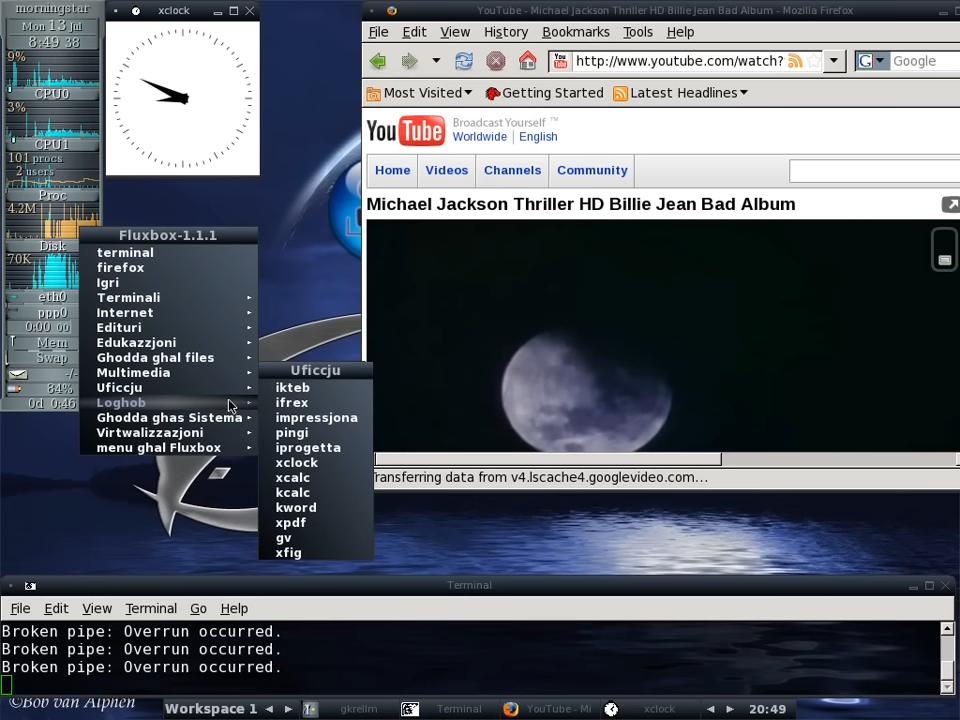 morningstar
Mon 13 Jul
8:49 38
9%
CPU0
3%
CPU1
101 procs
2 users
Proc
4.2M
Disk
70K
eth0
ppp0
0:00 00
Mem
Swap
-/-
84%
0d 0:46
xclock
Fluxbox-1.1.1
terminal
firefox
Igri
Terminali
Internet
Edituri
Edukazzjoni
Ghodda ghal files
Multimedia
Uficcju
Loghob
Ghodda ghas Sistema
Virtwalizzazjoni
menu ghal Fluxbox
Uficcju
ikteb
ifrex
impressjona
pingi
iprogetta
xclock
xcalc
kcalc
kword
xpdf
gv
xfig
YouTube - Michael Jackson Thriller HD Billie Jean Bad Album - Mozilla Firefox
File Edit View History Bookmarks Tools Help
You Tube http://www.youtube.com/watch? G Google
Most Visited Getting Started Latest Headlines
YouTube Broadcast Yourself ™
Worldwide | English
Home Videos Channels Community
Michael Jackson Thriller HD Billie Jean Bad Album
Transferring data from v4.lscache4.googlevideo.com...
Terminal
File Edit View Terminal Go Help
Broken pipe: Overrun occurred.
Broken pipe: Overrun occurred.
Broken pipe: Overrun occurred.
©Bob van Alphen
Workspace 1 gkrellm Terminal YouTube - Mi xclock 20:49